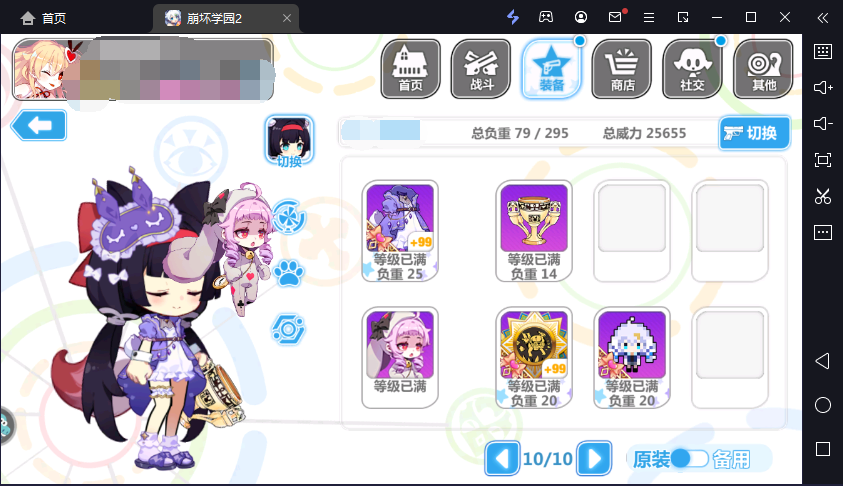 首页
崩坏学园2
首页
战斗
装备
商店
社交
其他
切换
总负重 79 / 295
总威力 25655
切换
+99
等级已满
负重 25
等级已满
负重 14
等级已满
+99
等级已满
负重 20
等级已满
负重 20
10/10
原装
备用